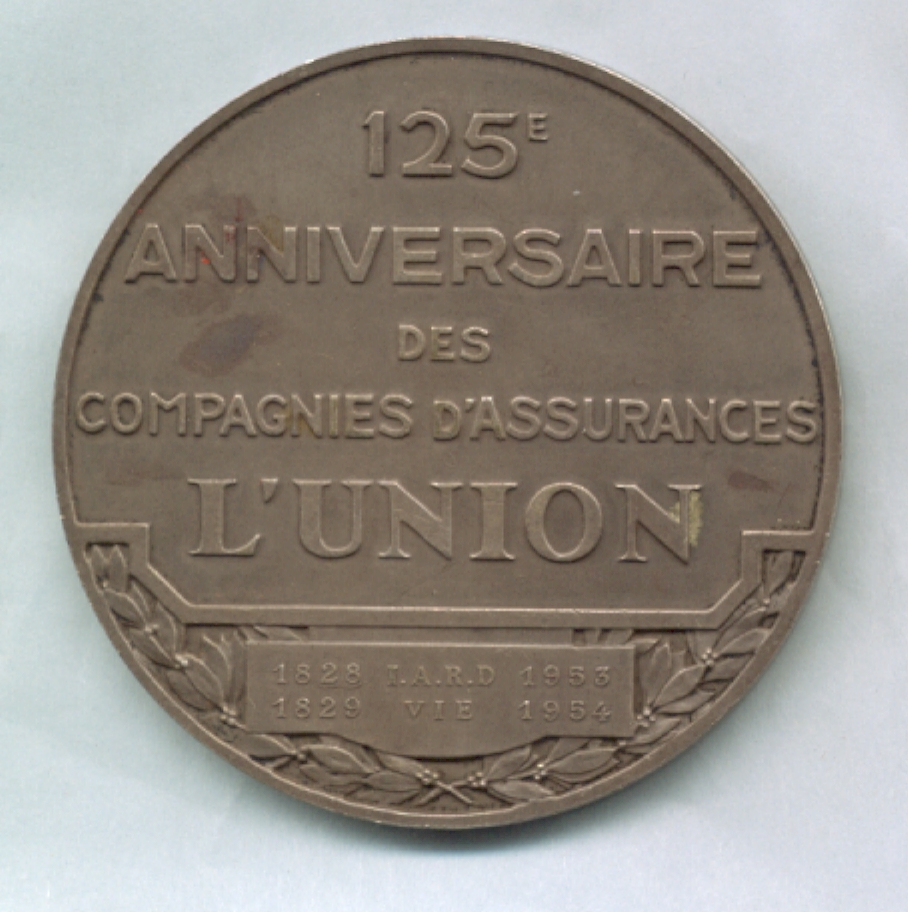 125E
ANNIVERSAIRE
DES
COMPAGNIES D'ASSURANCES
L'UNION
1828 I.A.R.D 1953
1829 VIE 1954